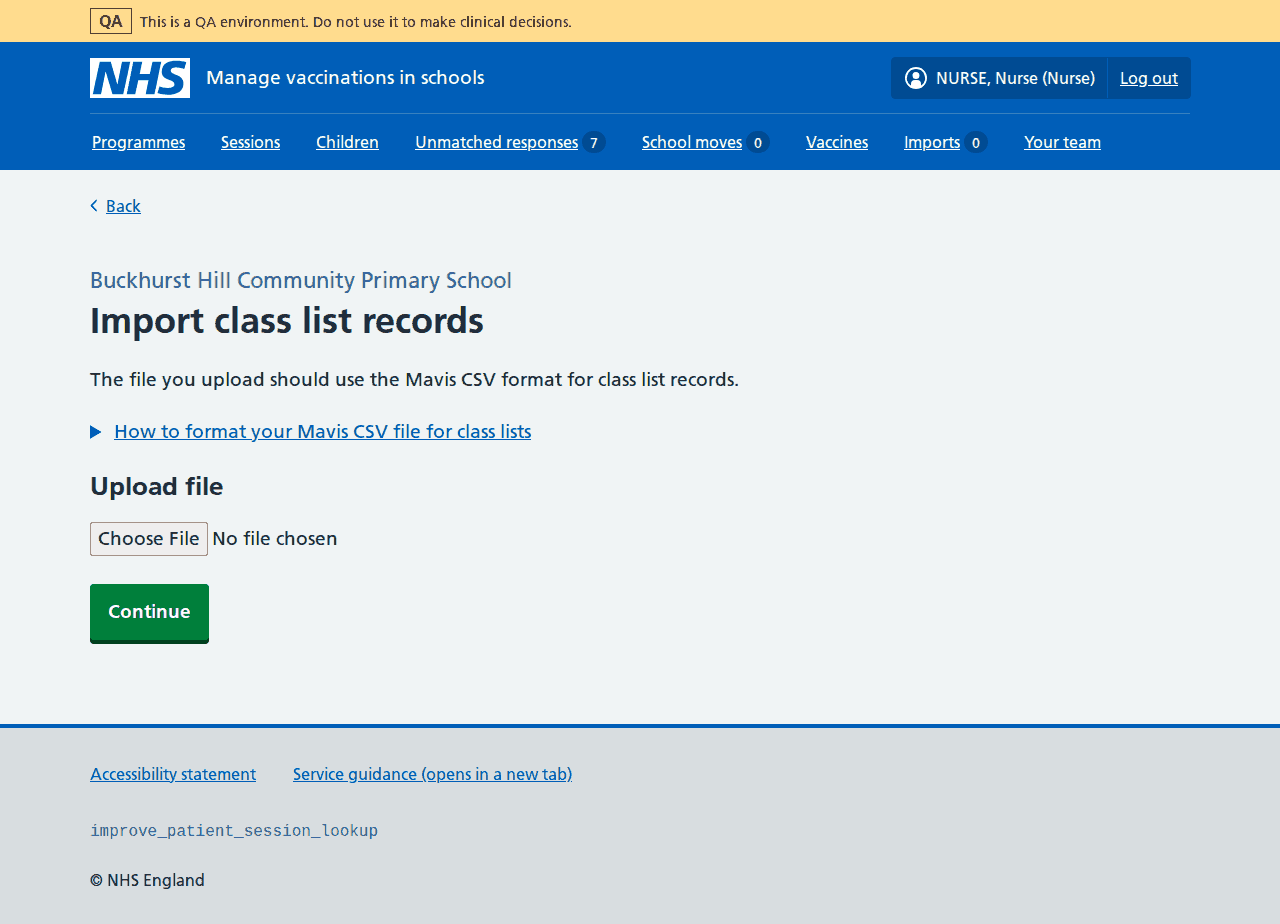 QA This is a QA environment. Do not use it to make clinical decisions.
NHS Manage vaccinations in schools NURSE, Nurse (Nurse) Log out
Programmes Sessions Children Unmatched responses 7 School moves 0 Vaccines Imports 0 Your team
Back
Buckhurst Hill Community Primary School
Import class list records
The file you upload should use the Mavis CSV format for class list records.
How to format your Mavis CSV file for class lists
Upload file
Choose File No file chosen
Continue
Accessibility statement Service guidance (opens in a new tab)
improve_patient_session_lookup
© NHS England